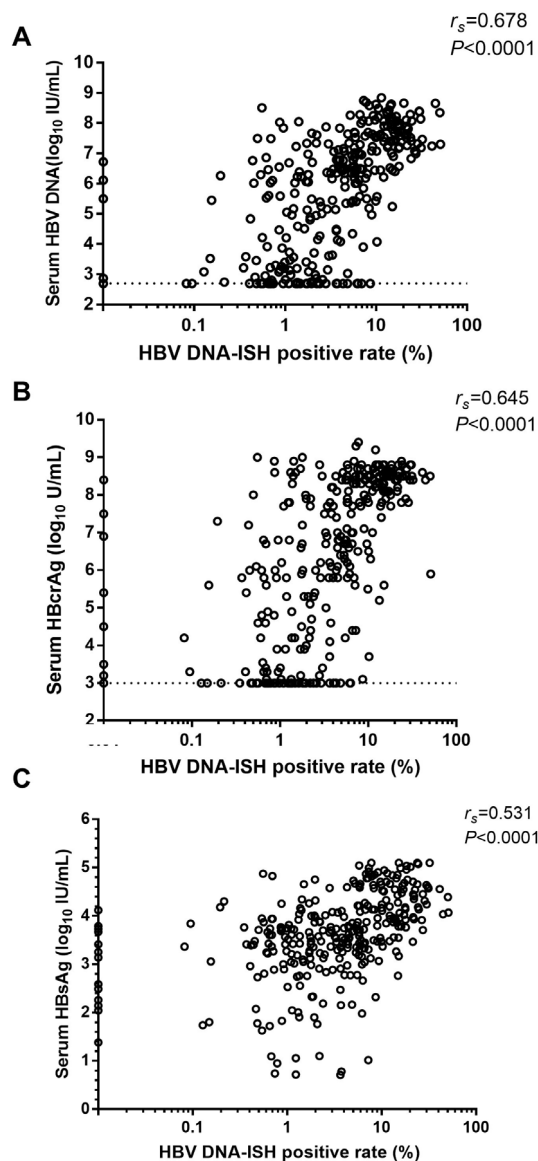 A
rs=0.678
P<0.0001
10
9
8
7
6
5
4
3
2
Serum HBV DNA(log10 IU/mL)
0.1 1 10 100
HBV DNA-ISH positive rate (%)
B
rs=0.645
P<0.0001
10
9
8
7
6
5
4
3
2
Serum HBcrAg (log10 U/mL)
0.1 1 10 100
HBV DNA-ISH positive rate (%)
C
rs=0.531
P<0.0001
6
5
4
3
2
1
0
Serum HBsAg (log10 IU/mL)
0.1 1 10 100
HBV DNA-ISH positive rate (%)